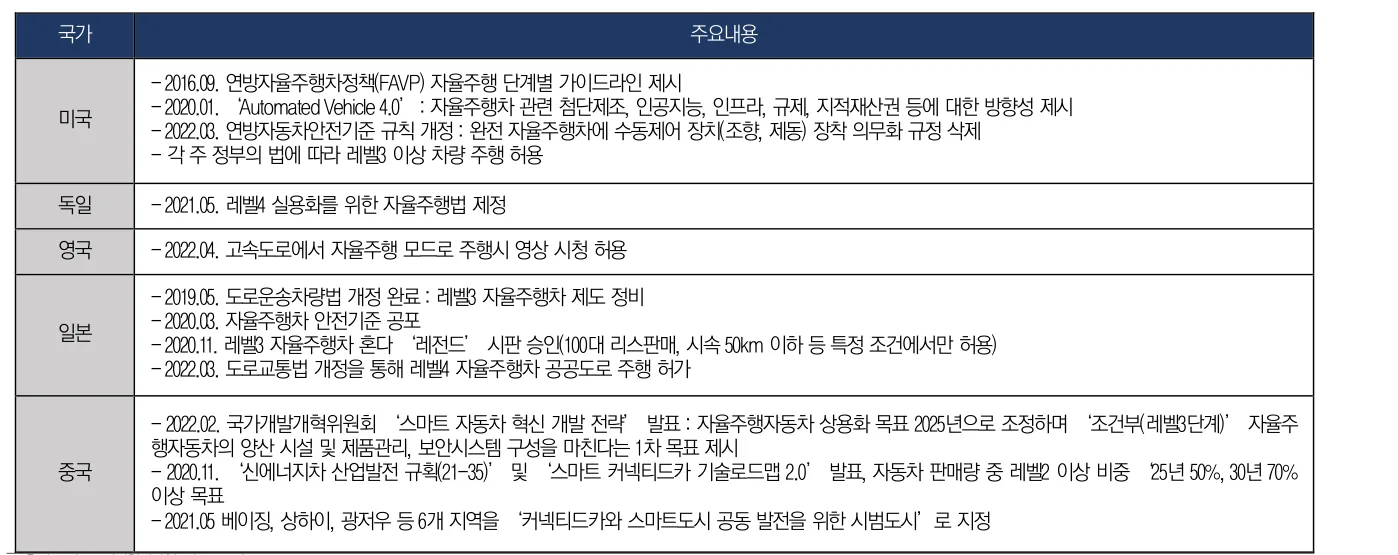 국가
주요내용
미국
- 2016.09. 연방자율주행차정책(FAVP) 자율주행 단계별 가이드라인 제시
- 2020.01. ‘Automated Vehicle 4.0’ : 자율주행차 관련 첨단제조, 인공지능, 인프라, 규제, 지적재산권 등에 대한 방향성 제시
- 2022.03. 연방자동차안전기준 규칙 개정 : 완전 자율주행차에 수동제어 장치(조향, 제동) 장착 의무화 규정 삭제
- 각 주 정부의 법에 따라 레벨3 이상 차량 주행 허용
독일
- 2021.05. 레벨4 실용화를 위한 자율주행법 제정
영국
- 2022.04. 고속도로에서 자율주행 모드로 주행시 영상 시청 허용
일본
- 2019.05. 도로운송차량법 개정 완료 : 레벨3 자율주행차 제도 정비
- 2020.03. 자율주행차 안전기준 공포
- 2020.11. 레벨3 자율주행차 혼다 ‘레전드’ 시판 승인(100대 리스판매, 시속 50km 이하 등 특정 조건에서만 허용)
- 2022.03. 도로교통법 개정을 통해 레벨4 자율주행차 공공도로 주행 허가
중국
- 2022.02. 국가개발개혁위원회 ‘스마트 자동차 혁신 개발 전략’ 발표 : 자율주행자동차 상용화 목표 2025년으로 조정하며 ‘조건부(레벨3단계)’ 자율주
행자동차의 양산 시설 및 제품관리, 보안시스템 구성을 마친다는 1차 목표 제시
- 2020.11. ‘신에너지차 산업발전 규획(21-35)’ 및 ‘스마트 커넥티드카 기술로드맵 2.0’ 발표, 자동차 판매량 중 레벨2 이상 비중 ‘25년 50%, 30년 70%
이상 목표
- 2021.05 베이징, 상하이, 광저우 등 6개 지역을 ‘커넥티드카와 스마트도시 공동 발전을 위한 시범도시’로 지정